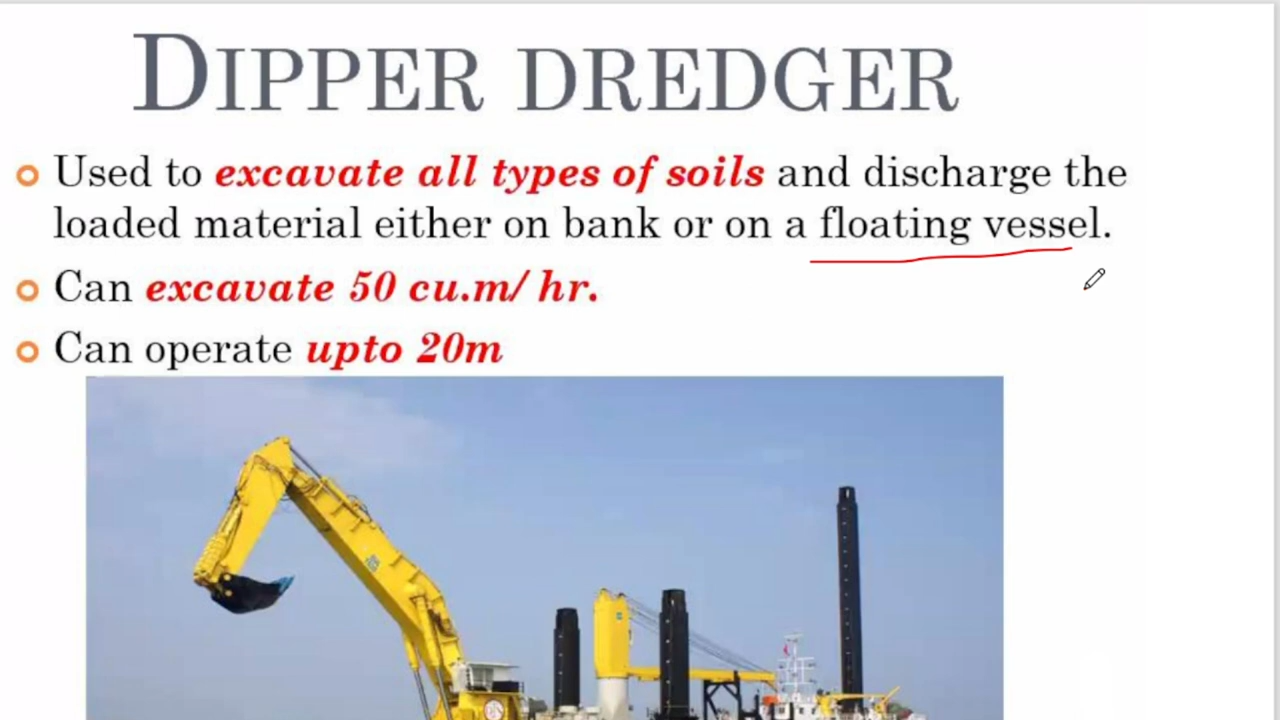 DIPPER DREDGER
Used to excavate all types of soils and discharge the
loaded material either on bank or on a floating vessel.
Can excavate 50 cu.m/ hr.
Can operate upto 20m